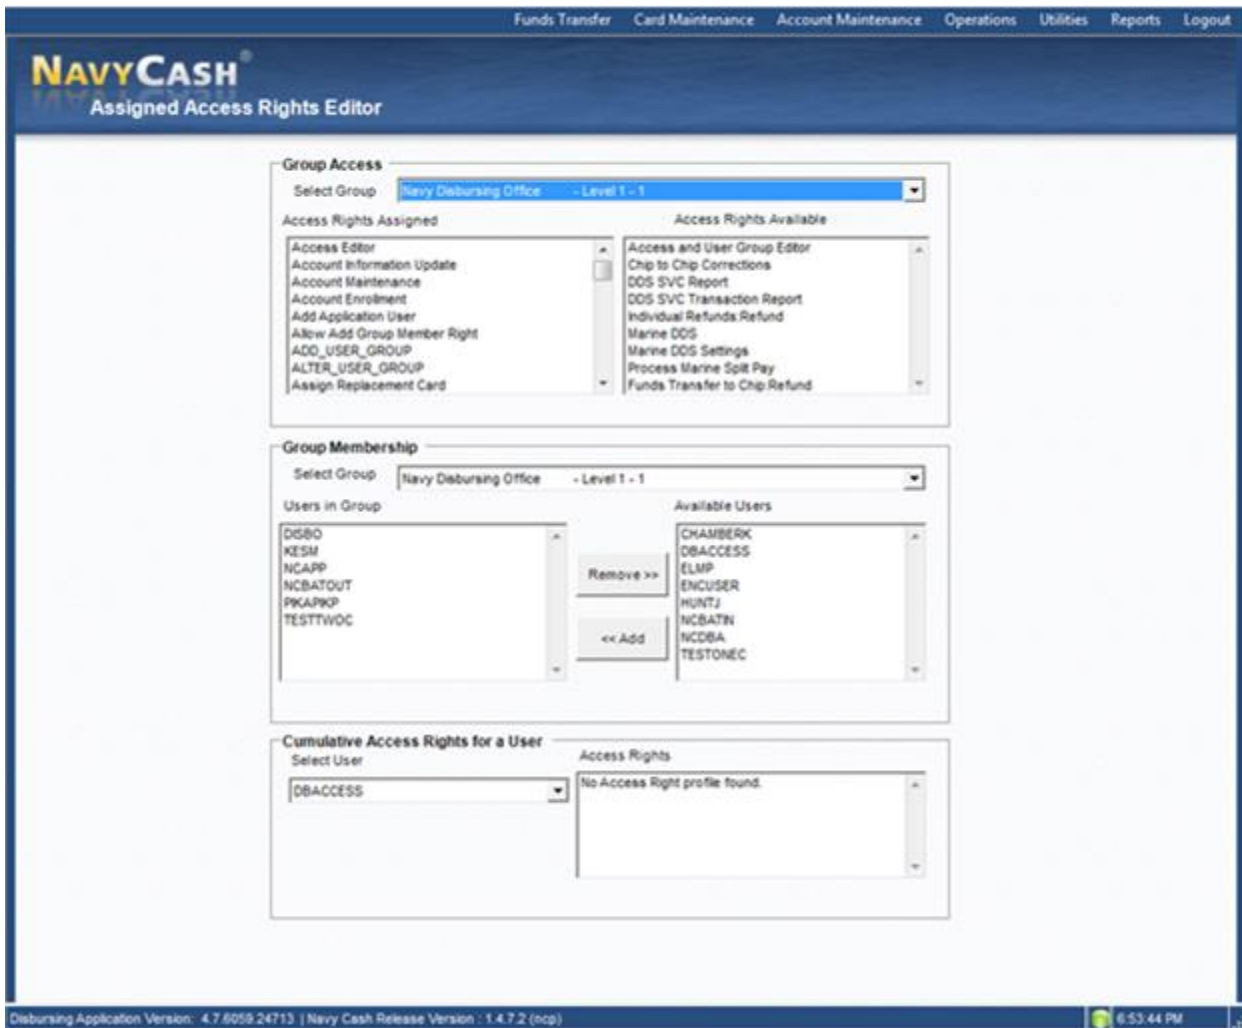 Funds Transfer Card Maintenance Account Maintenance Operations Utilities Reports Logout
NAVYCASH®
Assigned Access Rights Editor
Group Access
Select Group Navy Disbursing Office - Level 1 - 1
Access Rights Assigned
Access Rights Available
Access Editor
Account Information Update
Account Maintenance
Account Enrollment
Add Application User
Allow Add Group Member Right
ADD_USER_GROUP
ALTER_USER_GROUP
Assign Replacement Card
Access and User Group Editor
Chip to Chip Corrections
DDS SVC Report
DDS SVC Transaction Report
Individual Refunds:Refund
Marine DDS
Marine DDS Settings
Process Marine Split Pay
Funds Transfer to Chip:Refund
Group Membership
Select Group Navy Disbursing Office - Level 1 - 1
Users in Group
DISBO
KESM
NCAPP
NCBATOUT
PIKAPIKP
TESTTWOC
Remove >>
<< Add
Available Users
CHAMBERK
DBACCESS
ELMP
ENCUSER
HUNTJ
NCBATIN
NCDBA
TESTONEC
Cumulative Access Rights for a User
Select User
DBACCESS
Access Rights
No Access Right profile found.
Disbursing Application Version: 4.7.6059.24713 | Navy Cash Release Version : 1.4.7.2 (ncp)
6:53:44 PM